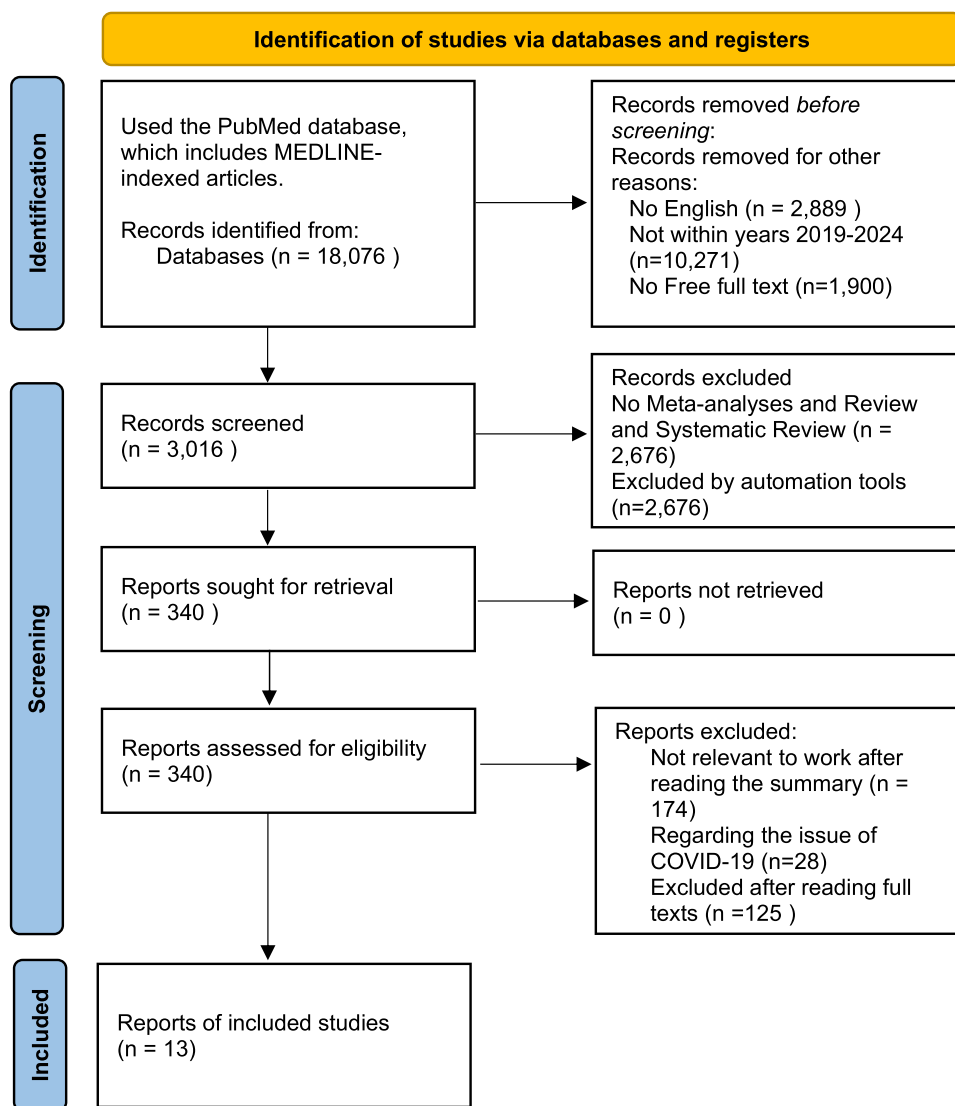 Identification of studies via databases and registers
Identification
Used the PubMed database,
which includes MEDLINE-
indexed articles.
Records identified from:
Databases (n = 18,076 )
Records removed before
screening:
Records removed for other
reasons:
No English (n = 2,889 )
Not within years 2019-2024
(n=10,271)
No Free full text (n=1,900)
Screening
Records screened
(n = 3,016 )
Records excluded
No Meta-analyses and Review
and Systematic Review (n =
2,676)
Excluded by automation tools
(n=2,676)
Reports sought for retrieval
(n = 340 )
Reports not retrieved
(n = 0 )
Reports assessed for eligibility
(n = 340)
Reports excluded:
Not relevant to work after
reading the summary (n =
174)
Regarding the issue of
COVID-19 (n=28)
Excluded after reading full
texts (n =125 )
Included
Reports of included studies
(n = 13)